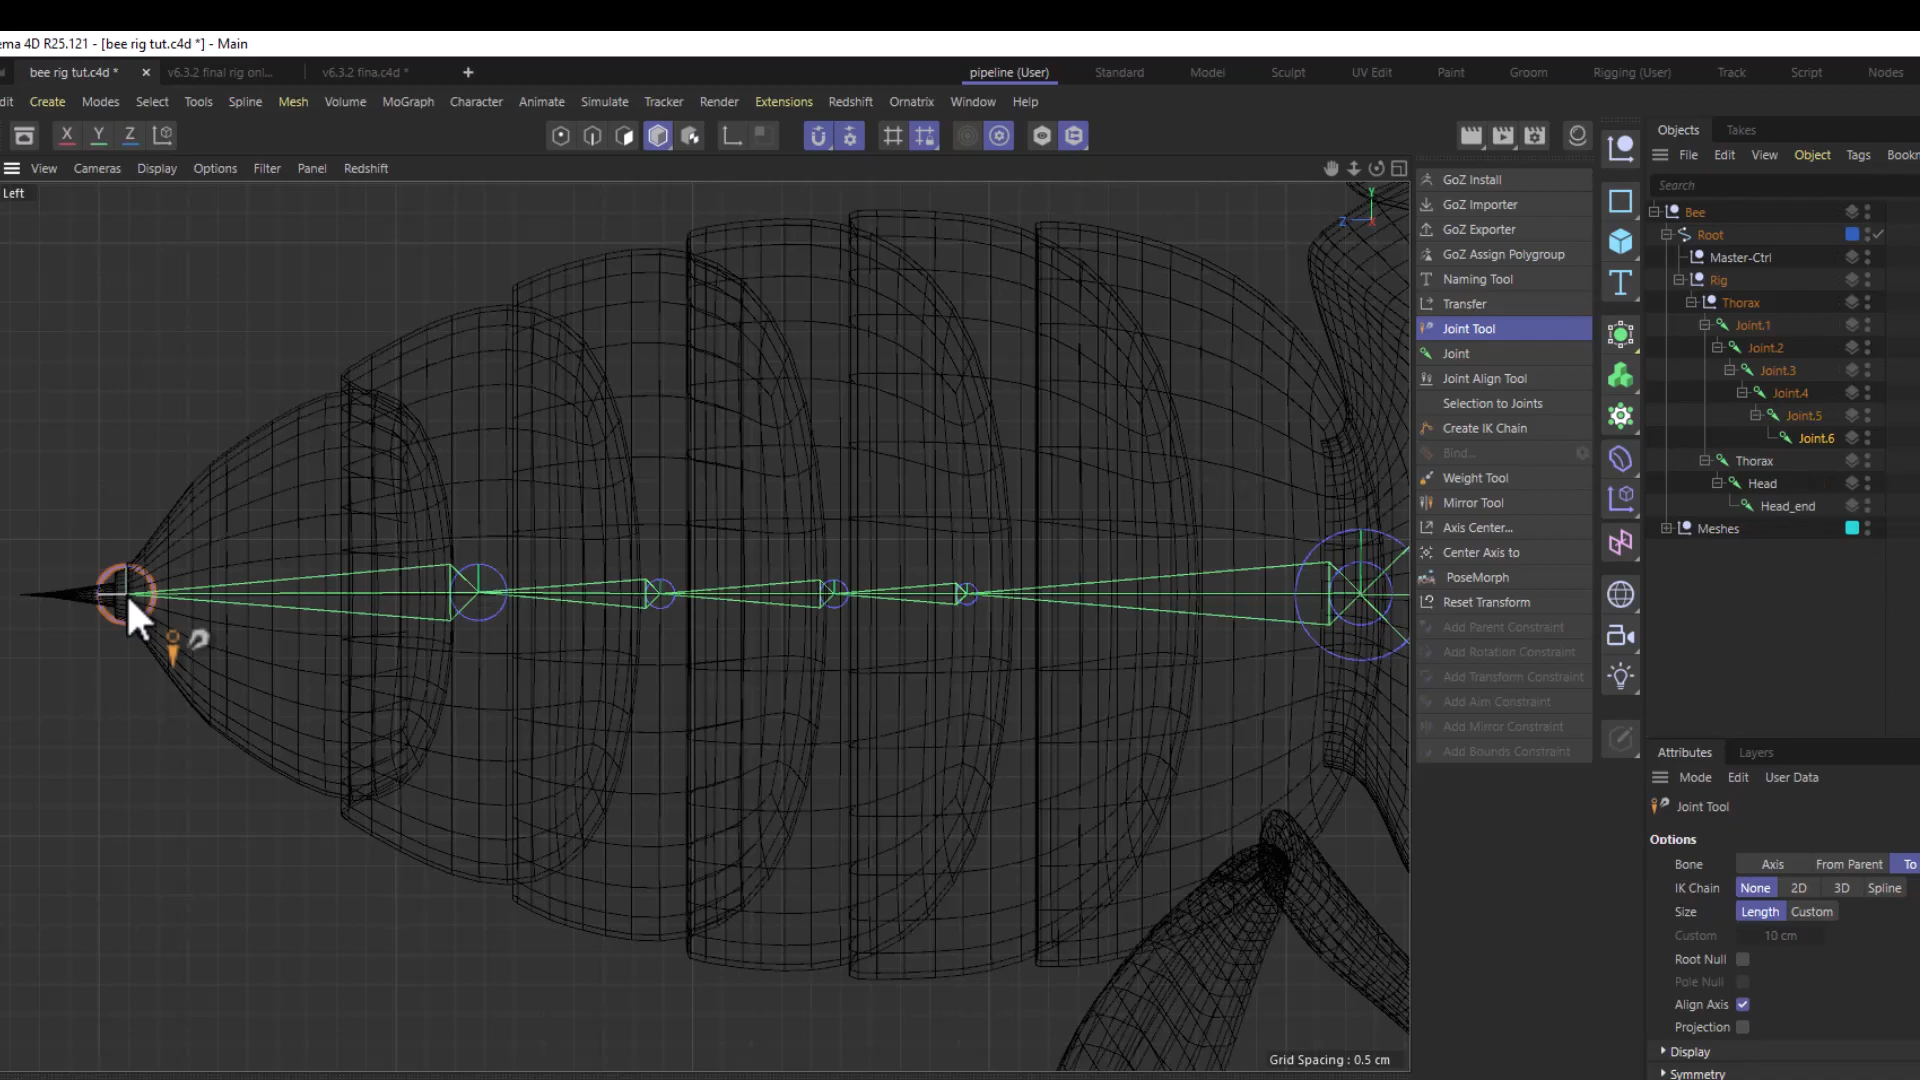 ema 4D R25.121 - [bee rig tut.c4d *] - Main
bee rig tut.c4d * × v6.3.2 final rig onl... v6.3.2 fina.c4d * +
pipeline (User) Standard Model Sculpt UV Edit Paint Groom Rigging (User) Track Script Nodes
dit Create Modes Select Tools Spline Mesh Volume MoGraph Character Animate Simulate Tracker Render Extensions Redshift Ornatrix Window Help
X Y Z
Objects Takes
File Edit View Object Tags Bookm
View Cameras Display Options Filter Panel Redshift
Left
Y
Z X
Search
GoZ Install
GoZ Importer
GoZ Exporter
GoZ Assign Polygroup
Naming Tool
Transfer
Joint Tool
Joint
Joint Align Tool
Selection to Joints
Create IK Chain
Bind...
Weight Tool
Mirror Tool
Axis Center...
Center Axis to
PoseMorph
Reset Transform
Add Parent Constraint
Add Rotation Constraint
Add Transform Constraint
Add Aim Constraint
Add Mirror Constraint
Add Bounds Constraint
Bee
Root
Master-Ctrl
Rig
Thorax
Joint.1
Joint.2
Joint.3
Joint.4
Joint.5
Joint.6
Thorax
Head
Head_end
Meshes
Attributes Layers
Mode Edit User Data
Joint Tool
Options
Bone Axis From Parent To
IK Chain None 2D 3D Spline
Size Length Custom
Custom 10 cm
Root Null
Pole Null
Align Axis
Projection
Display
Symmetry
Grid Spacing : 0.5 cm